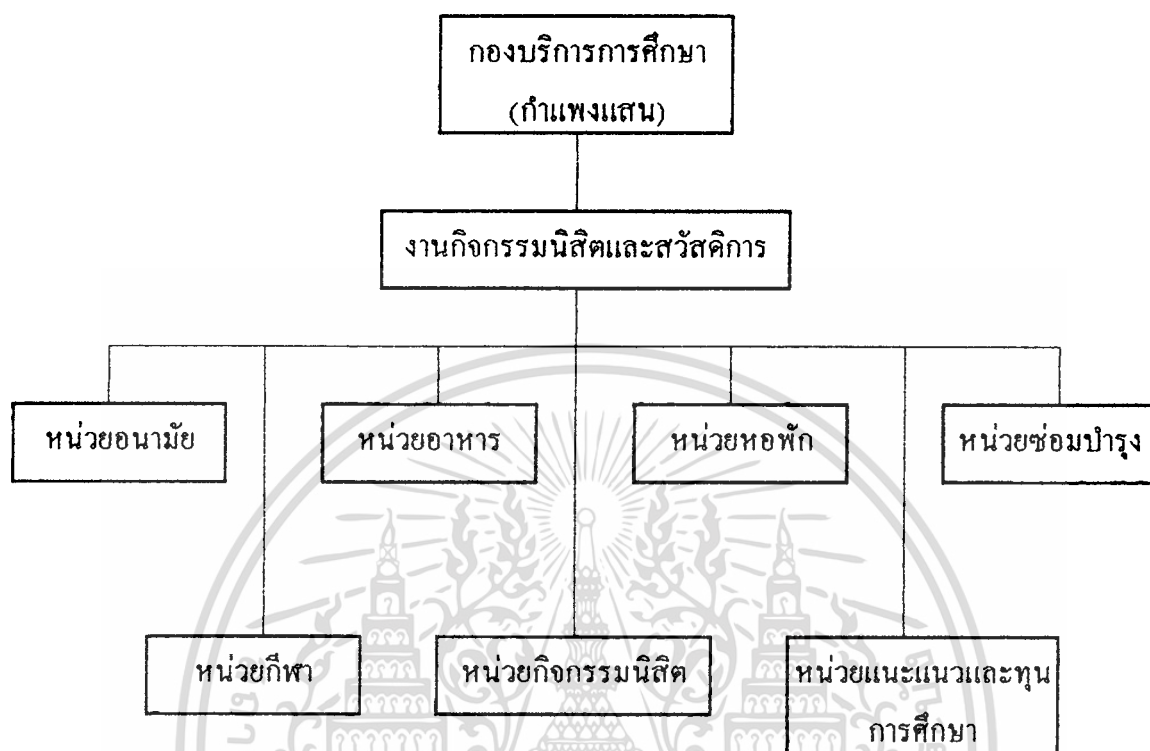 กองบริการการศึกษา
(กำแพงแสน)
งานกิจกรรมนิสิตและสวัสดิการ
หน่วยอนามัย
หน่วยอาหาร
หน่วยหอพัก
หน่วยซ่อมบำรุง
หน่วยกีฬา
หน่วยกิจกรรมนิสิต
หน่วยแนะแนวและทุน
การศึกษา